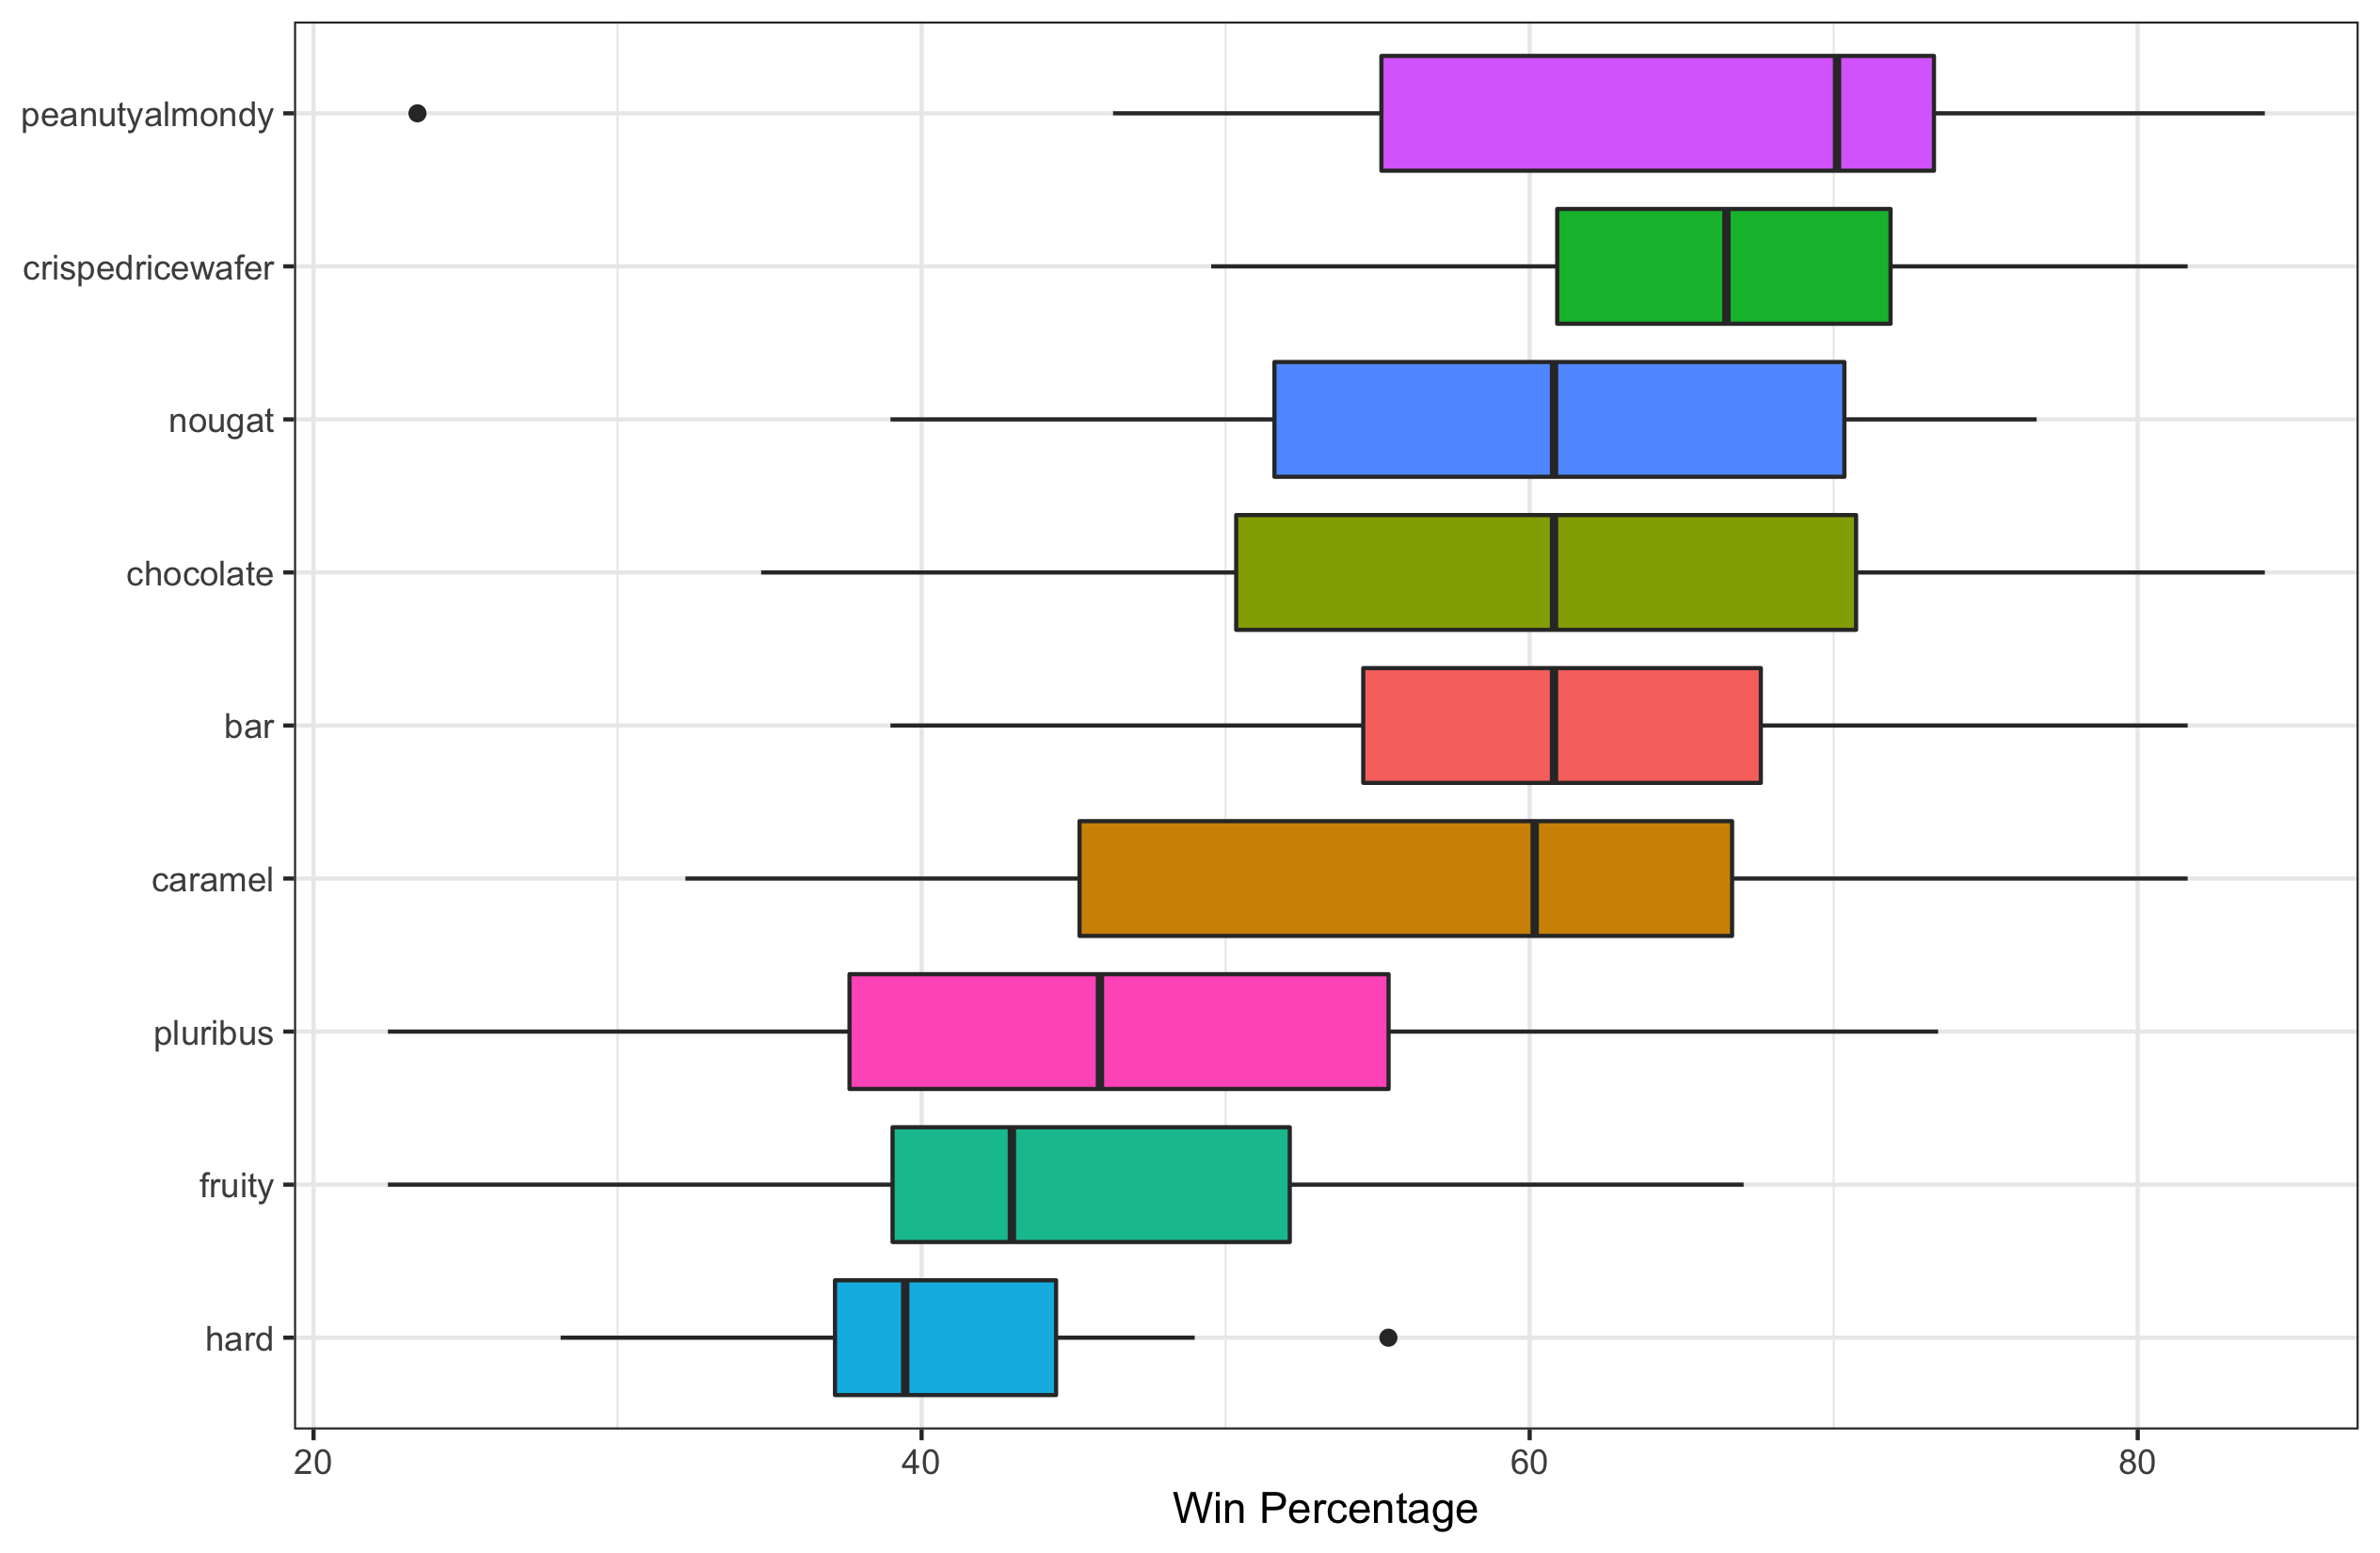 peanutyalmondy
crispedricewafer
nougat
chocolate
bar
caramel
pluribus
fruity
hard
20 40 60 80
Win Percentage